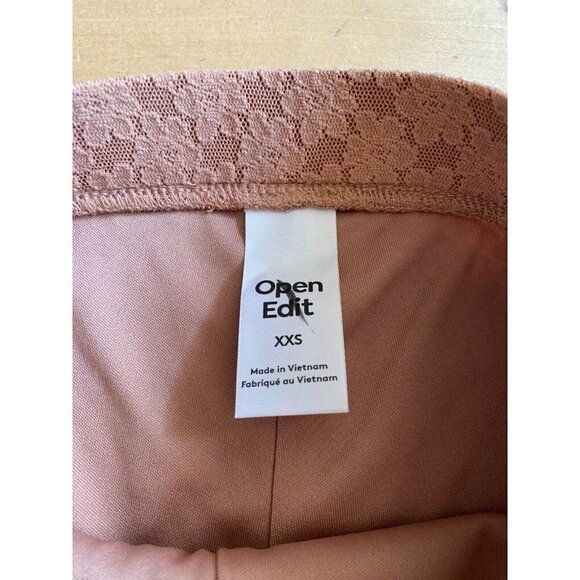 Open
Edit
XXS
Made in Vietnam
Fabriqué au Vietnam